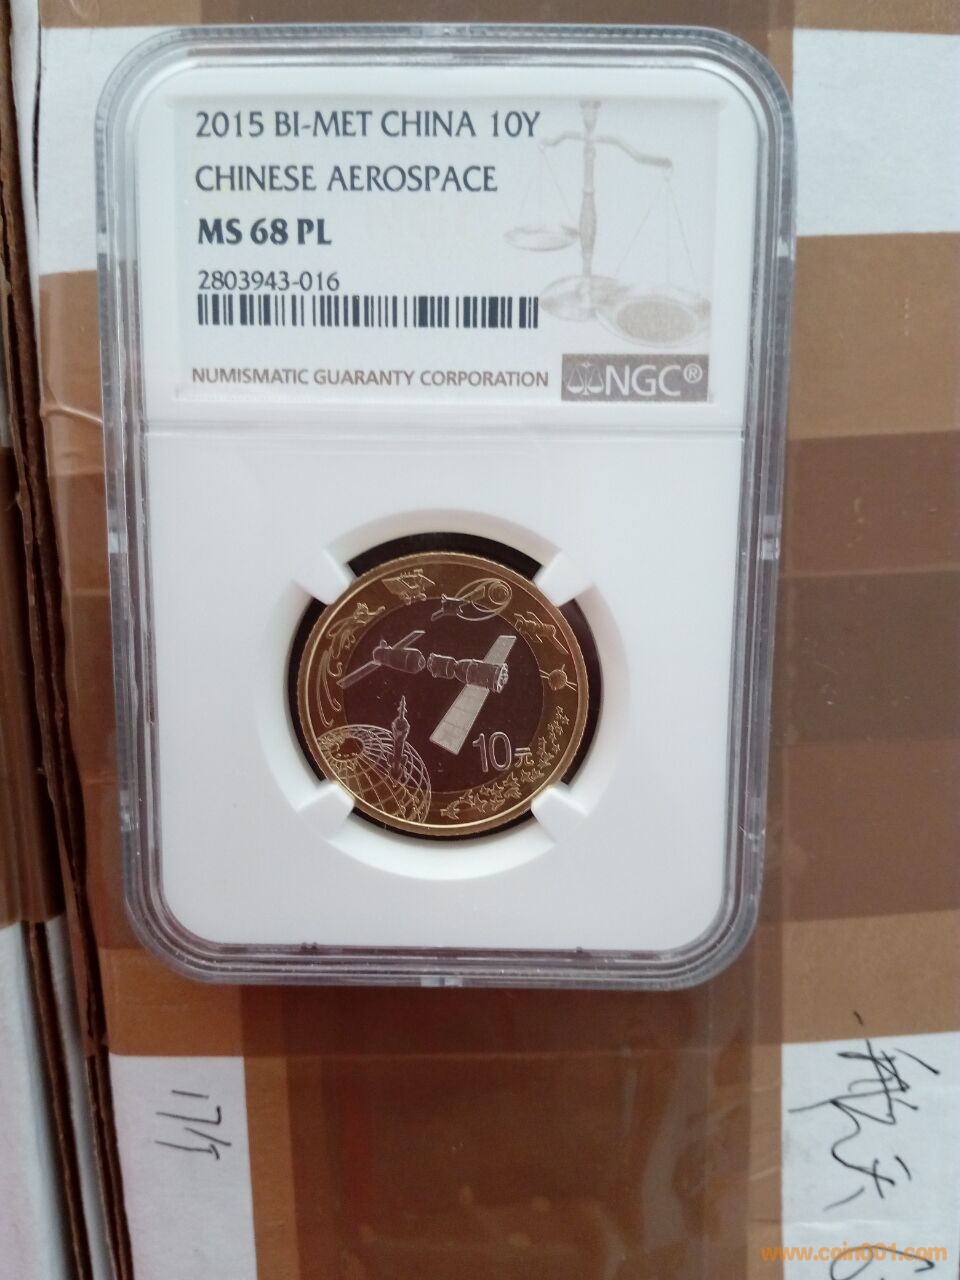 2015 BI-MET CHINA 10Y
CHINESE AEROSPACE
MS 68 PL
2803943-016
NUMISMATIC GUARANTY CORPORATION NGC®
10元
www.coin001.com